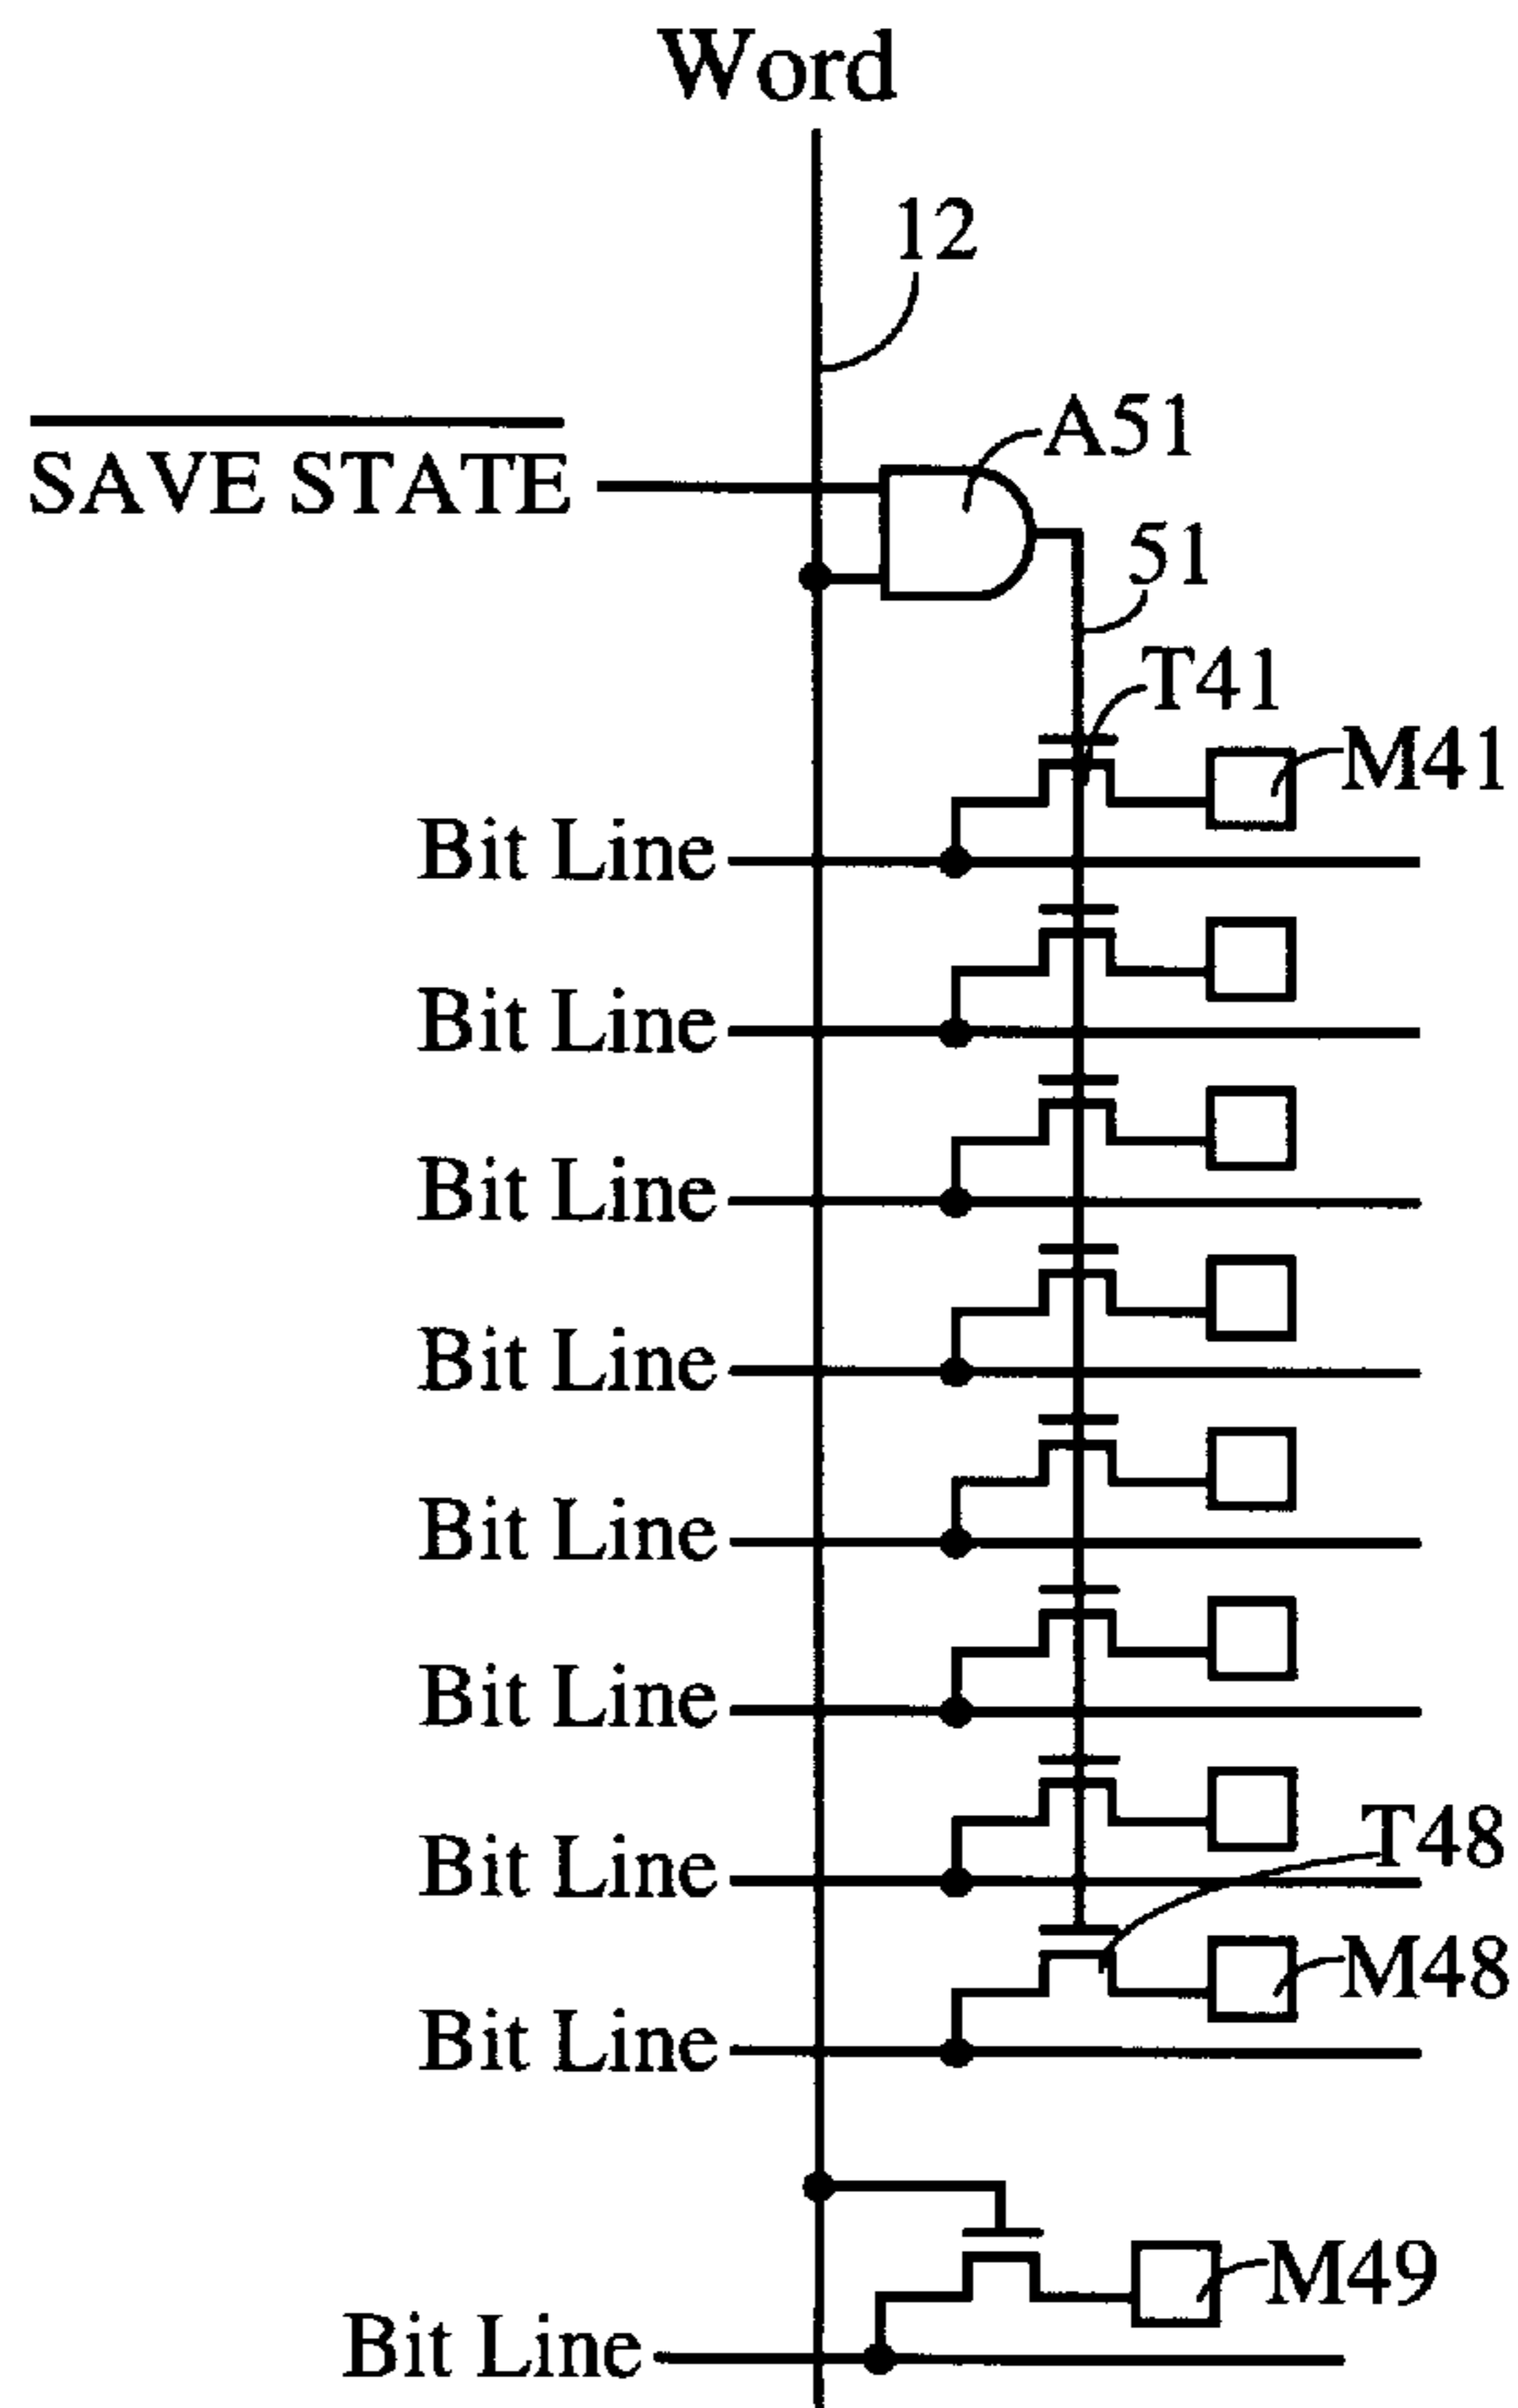 Word
12
SAVE STATE
A51
51
T41
M41
Bit Line
Bit Line
Bit Line
Bit Line
Bit Line
Bit Line
Bit Line
T48
M48
Bit Line
M49
Bit Line